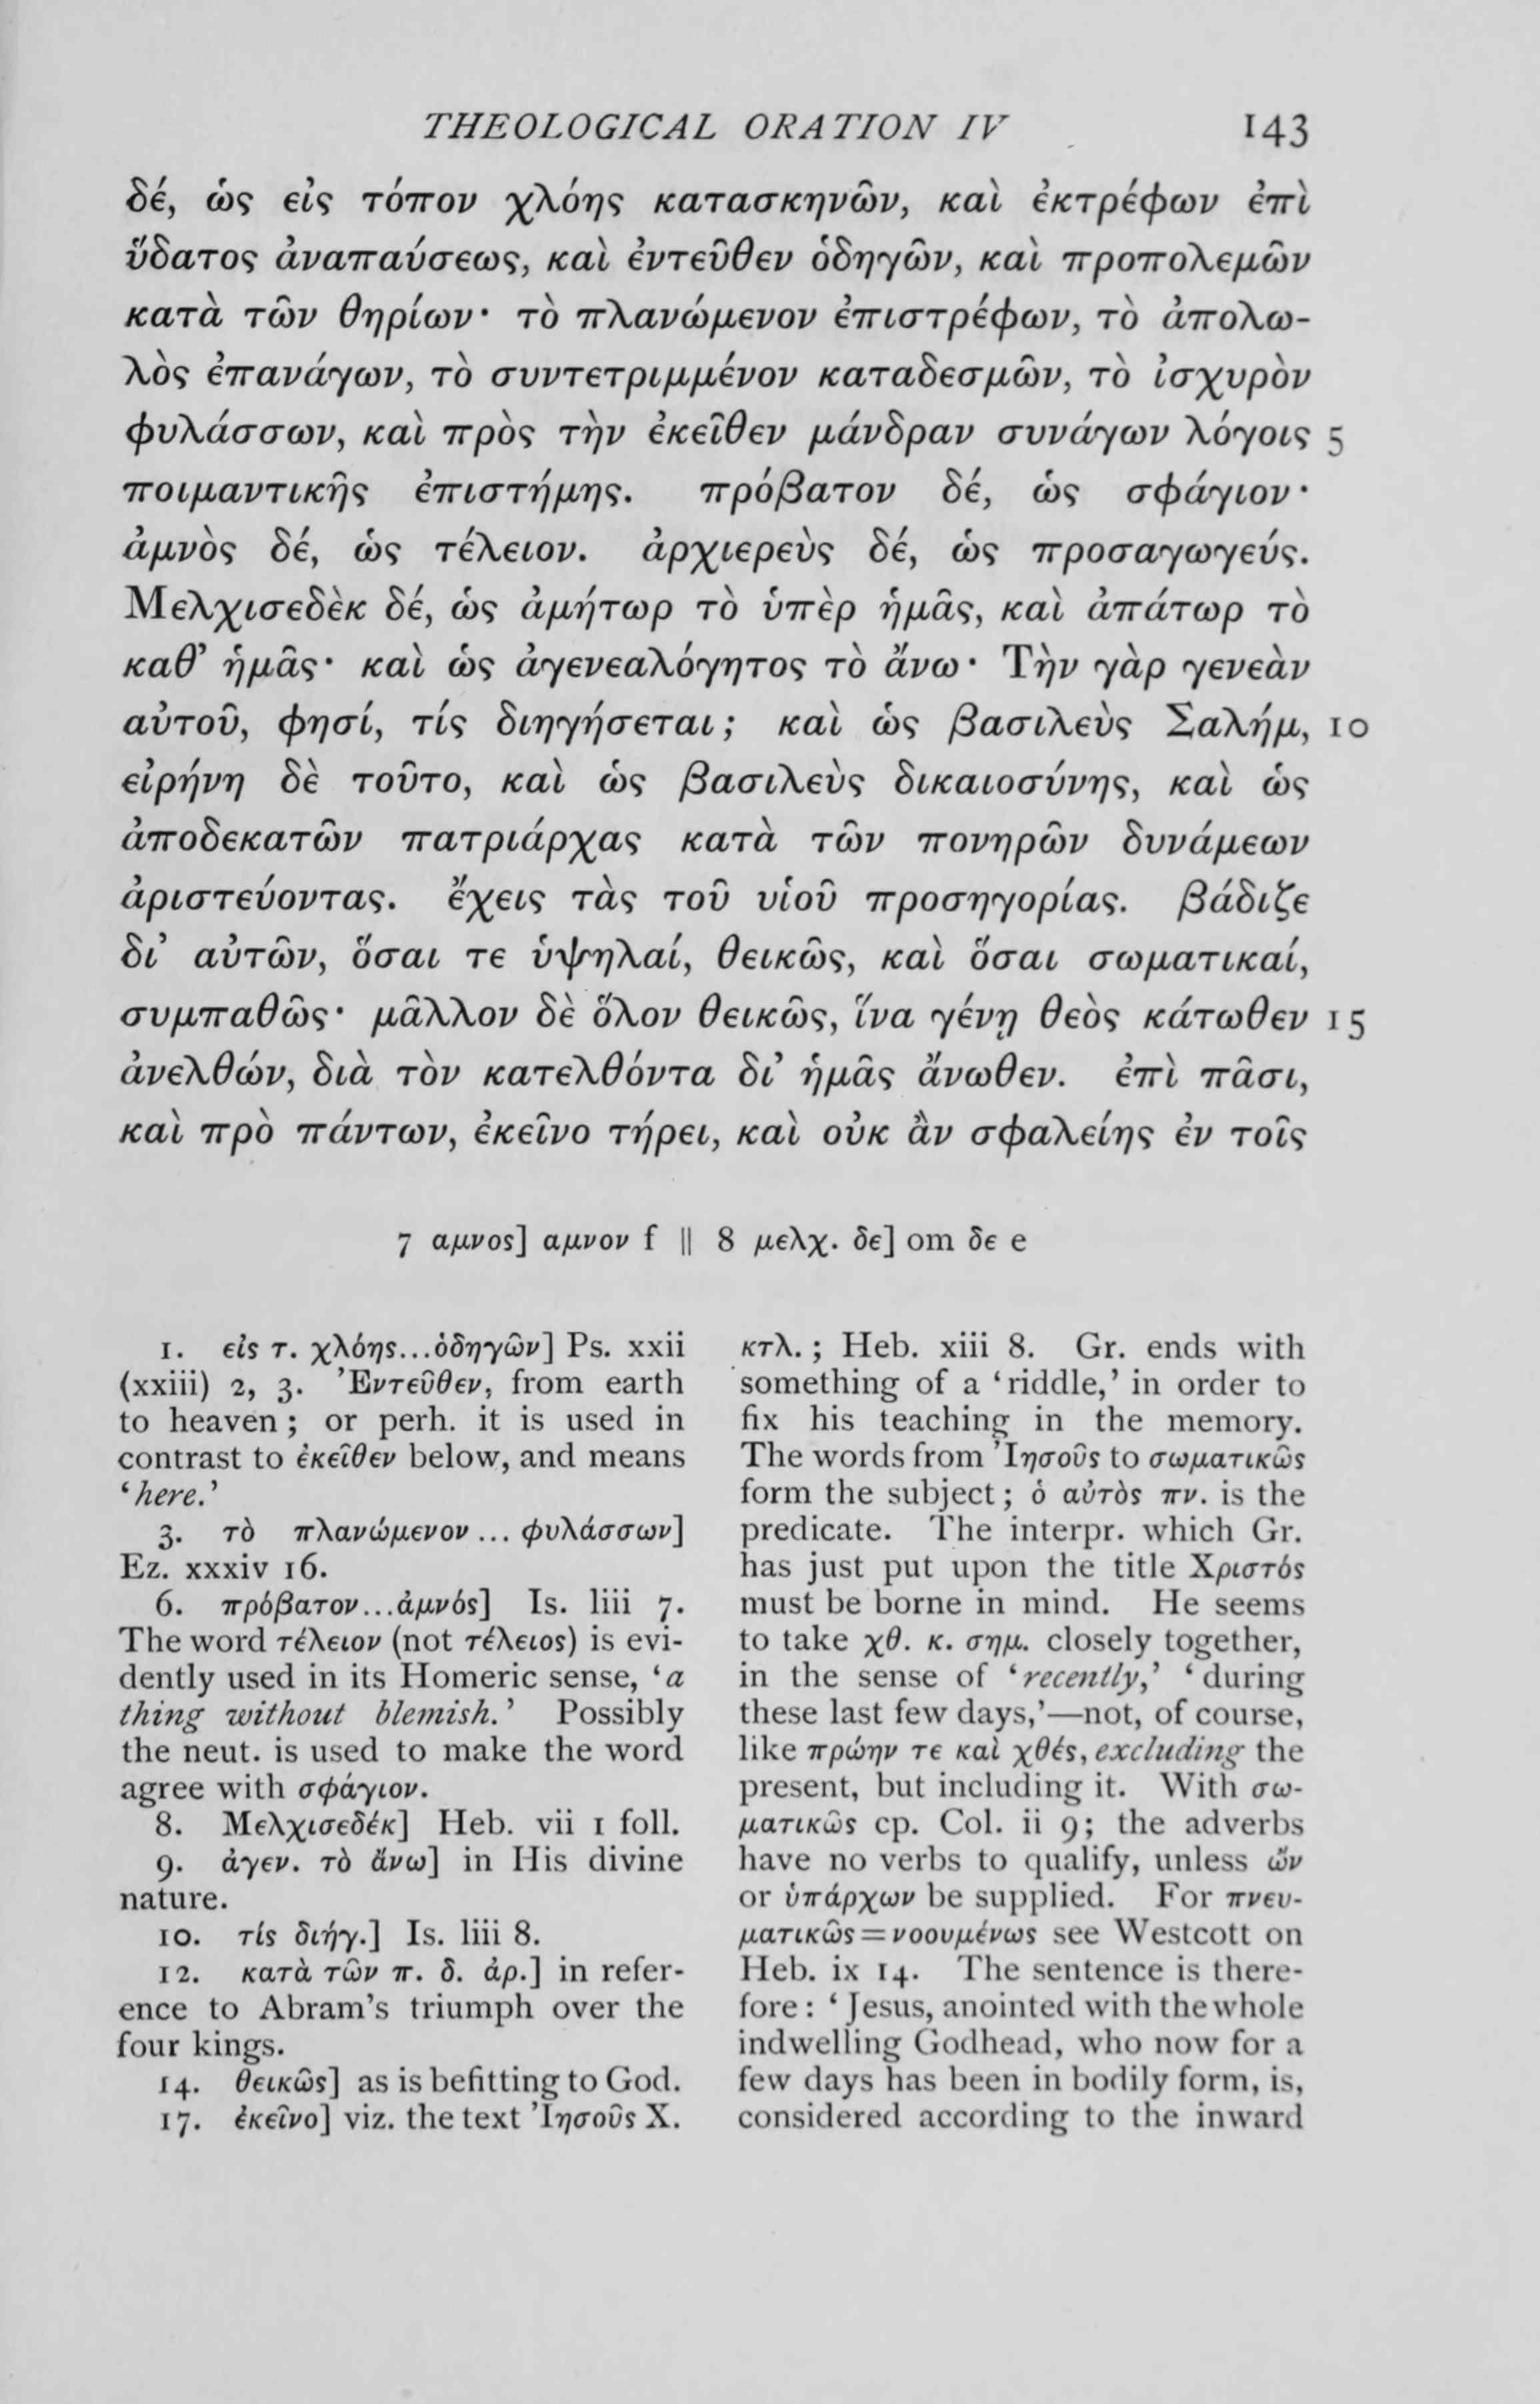 THEOLOGICAL ORATION IV 143
δέ, ὡς εἰς τόπον χλόης κατασκηνῶν, καὶ ἐκτρέφων ἐπὶ
ὕδατος ἀναπαύσεως, καὶ ἐντεῦθεν ὁδηγῶν, καὶ προπολεμῶν
κατὰ τῶν θηρίων· τὸ πλανώμενον ἐπιστρέφων, τὸ ἀπολω-
λὸς ἐπανάγων, τὸ συντετριμμένον καταδεσμῶν, τὸ ἰσχυρὸν
φυλάσσων, καὶ πρὸς τὴν ἐκεῖθεν μάνδραν συνάγων λόγοις 5
ποιμαντικῆς ἐπιστήμης. πρόβατον δέ, ὡς σφάγιον·
ἀμνὸς δέ, ὡς τέλειον. ἀρχιερεὺς δέ, ὡς προσαγωγεύς.
Μελχισεδὲκ δέ, ὡς ἀμήτωρ τὸ ὑπὲρ ἡμᾶς, καὶ ἀπάτωρ τὸ
καθ’ ἡμᾶς· καὶ ὡς ἀγενεαλόγητος τὸ ἄνω· Τὴν γὰρ γενεὰν
αὐτοῦ, φησί, τίς διηγήσεται; καὶ ὡς βασιλεὺς Σαλήμ, 10
εἰρήνη δὲ τοῦτο, καὶ ὡς βασιλεὺς δικαιοσύνης, καὶ ὡς
ἀποδεκατῶν πατριάρχας κατὰ τῶν πονηρῶν δυνάμεων
ἀριστεύοντας. ἔχεις τὰς τοῦ υἱοῦ προσηγορίας. βάδιζε
δι’ αὐτῶν, ὅσαι τε ὑψηλαί, θεικῶς, καὶ ὅσαι σωματικαί,
συμπαθῶς· μᾶλλον δὲ ὅλον θεικῶς, ἵνα γένῃ θεὸς κάτωθεν 15
ἀνελθών, διὰ τὸν κατελθόντα δι’ ἡμᾶς ἄνωθεν. ἐπὶ πᾶσι,
καὶ πρὸ πάντων, ἐκεῖνο τήρει, καὶ οὐκ ἂν σφαλείης ἐν τοῖς
7 αμνος] αμνον f || 8 μελχ. δε] om δε e
1. εἰς τ. χλόης...ὁδηγῶν] Ps. xxii
(xxiii) 2, 3. Ἐντεῦθεν, from earth
to heaven; or perh. it is used in
contrast to ἐκεῖθεν below, and means
‘here.’
3. τὸ πλανώμενον ... φυλάσσων]
Ez. xxxiv 16.
6. πρόβατον...ἀμνός] Is. liii 7.
The word τέλειον (not τέλειος) is evi-
dently used in its Homeric sense, ‘a
thing without blemish.’ Possibly
the neut. is used to make the word
agree with σφάγιον.
8. Μελχισεδέκ] Heb. vii 1 foll.
9. ἀγεν. τὸ ἄνω] in His divine
nature.
10. τίς διήγ.] Is. liii 8.
12. κατὰ τῶν π. δ. ἀρ.] in refer-
ence to Abram’s triumph over the
four kings.
14. θεικῶς] as is befitting to God.
17. ἐκεῖνο] viz. the text Ἰησοῦς Χ.
κτλ.; Heb. xiii 8. Gr. ends with
something of a ‘riddle,’ in order to
fix his teaching in the memory.
The words from Ἰησοῦς to σωματικῶς
form the subject; ὁ αὐτὸς πν. is the
predicate. The interpr. which Gr.
has just put upon the title Χριστός
must be borne in mind. He seems
to take χθ. κ. σημ. closely together,
in the sense of ‘recently,’ ‘during
these last few days,’—not, of course,
like πρώην τε καὶ χθές, excluding the
present, but including it. With σω-
ματικῶς cp. Col. ii 9; the adverbs
have no verbs to qualify, unless ὤν
or ὑπάρχων be supplied. For πνευ-
ματικῶς=νοουμένως see Westcott on
Heb. ix 14. The sentence is there-
fore: ‘Jesus, anointed with the whole
indwelling Godhead, who now for a
few days has been in bodily form, is,
considered according to the inward